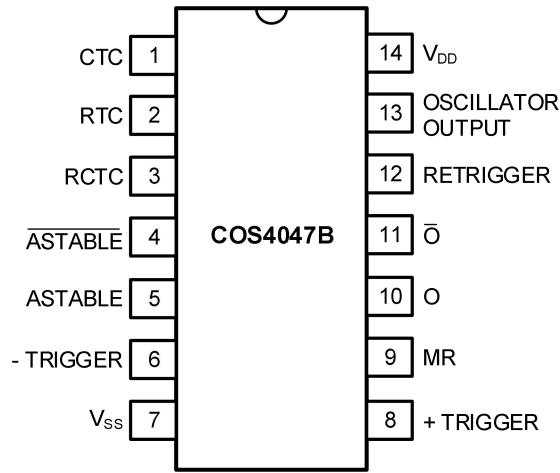 CTC 1
RTC 2
RCTC 3
A̅S̅T̅A̅B̅L̅E̅ 4
ASTABLE 5
- TRIGGER 6
VSS 7
COS4047B
14 VDD
13 OSCILLATOR
OUTPUT
12 RETRIGGER
11 O̅
10 O
9 MR
8 + TRIGGER